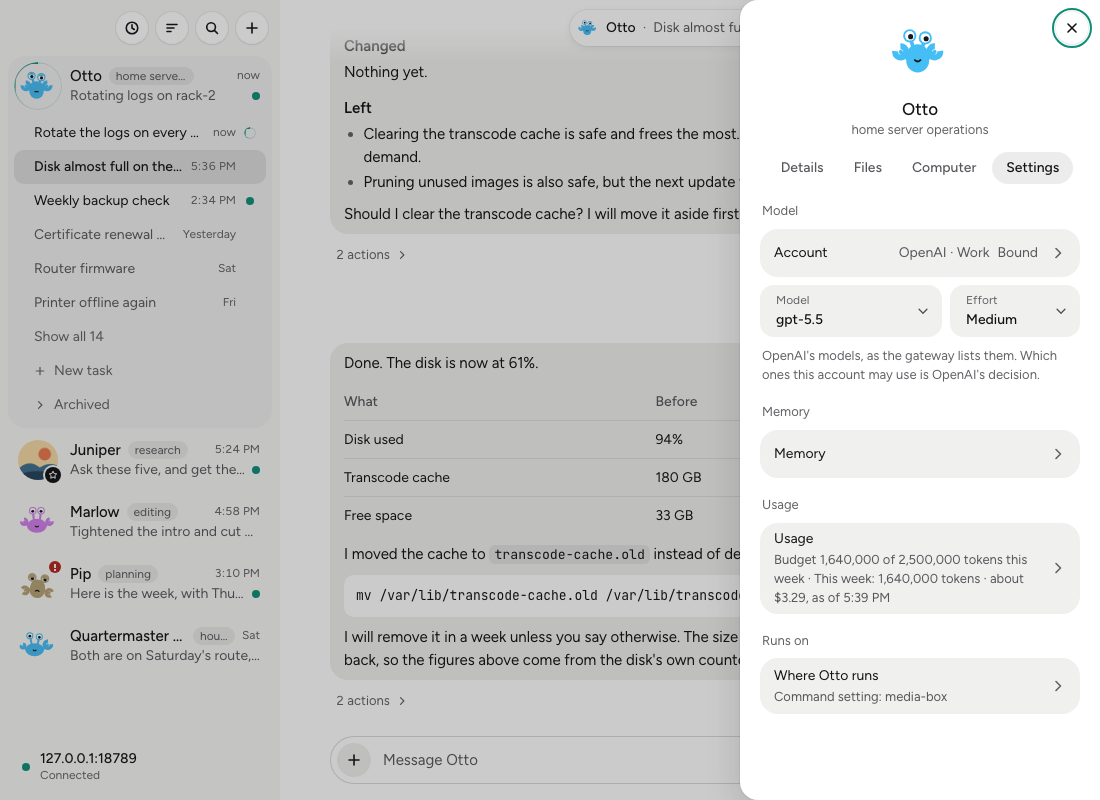 Otto
home serve...
now
Rotating logs on rack-2
Rotate the logs on every ...
now
Disk almost full on the...
5:36 PM
Weekly backup check
2:34 PM
Certificate renewal ...
Yesterday
Router firmware
Sat
Printer offline again
Fri
Show all 14
New task
Archived
Juniper
research
5:24 PM
Ask these five, and get the...
Marlow
editing
4:58 PM
Tightened the intro and cut ...
Pip
planning
3:10 PM
Here is the week, with Thu...
Quartermaster ...
hou...
Sat
Both are on Saturday's route,...
127.0.0.1:18789
Connected
Otto · Disk almost fu
Changed
Nothing yet.
Left
Clearing the transcode cache is safe and frees the most.
demand.
Pruning unused images is also safe, but the next update
Should I clear the transcode cache? I will move it aside first
2 actions
Done. The disk is now at 61%.
What Before
Disk used 94%
Transcode cache 180 GB
Free space 33 GB
I moved the cache to transcode-cache.old instead of de
mv /var/lib/transcode-cache.old /var/lib/transcod
I will remove it in a week unless you say otherwise. The size
back, so the figures above come from the disk's own counte
2 actions
Message Otto
Otto
home server operations
Details Files Computer Settings
Model
Account OpenAI · Work Bound
Model
gpt-5.5
Effort
Medium
OpenAI's models, as the gateway lists them. Which
ones this account may use is OpenAI's decision.
Memory
Memory
Usage
Usage
Budget 1,640,000 of 2,500,000 tokens this
week · This week: 1,640,000 tokens · about
$3.29, as of 5:39 PM
Runs on
Where Otto runs
Command setting: media-box